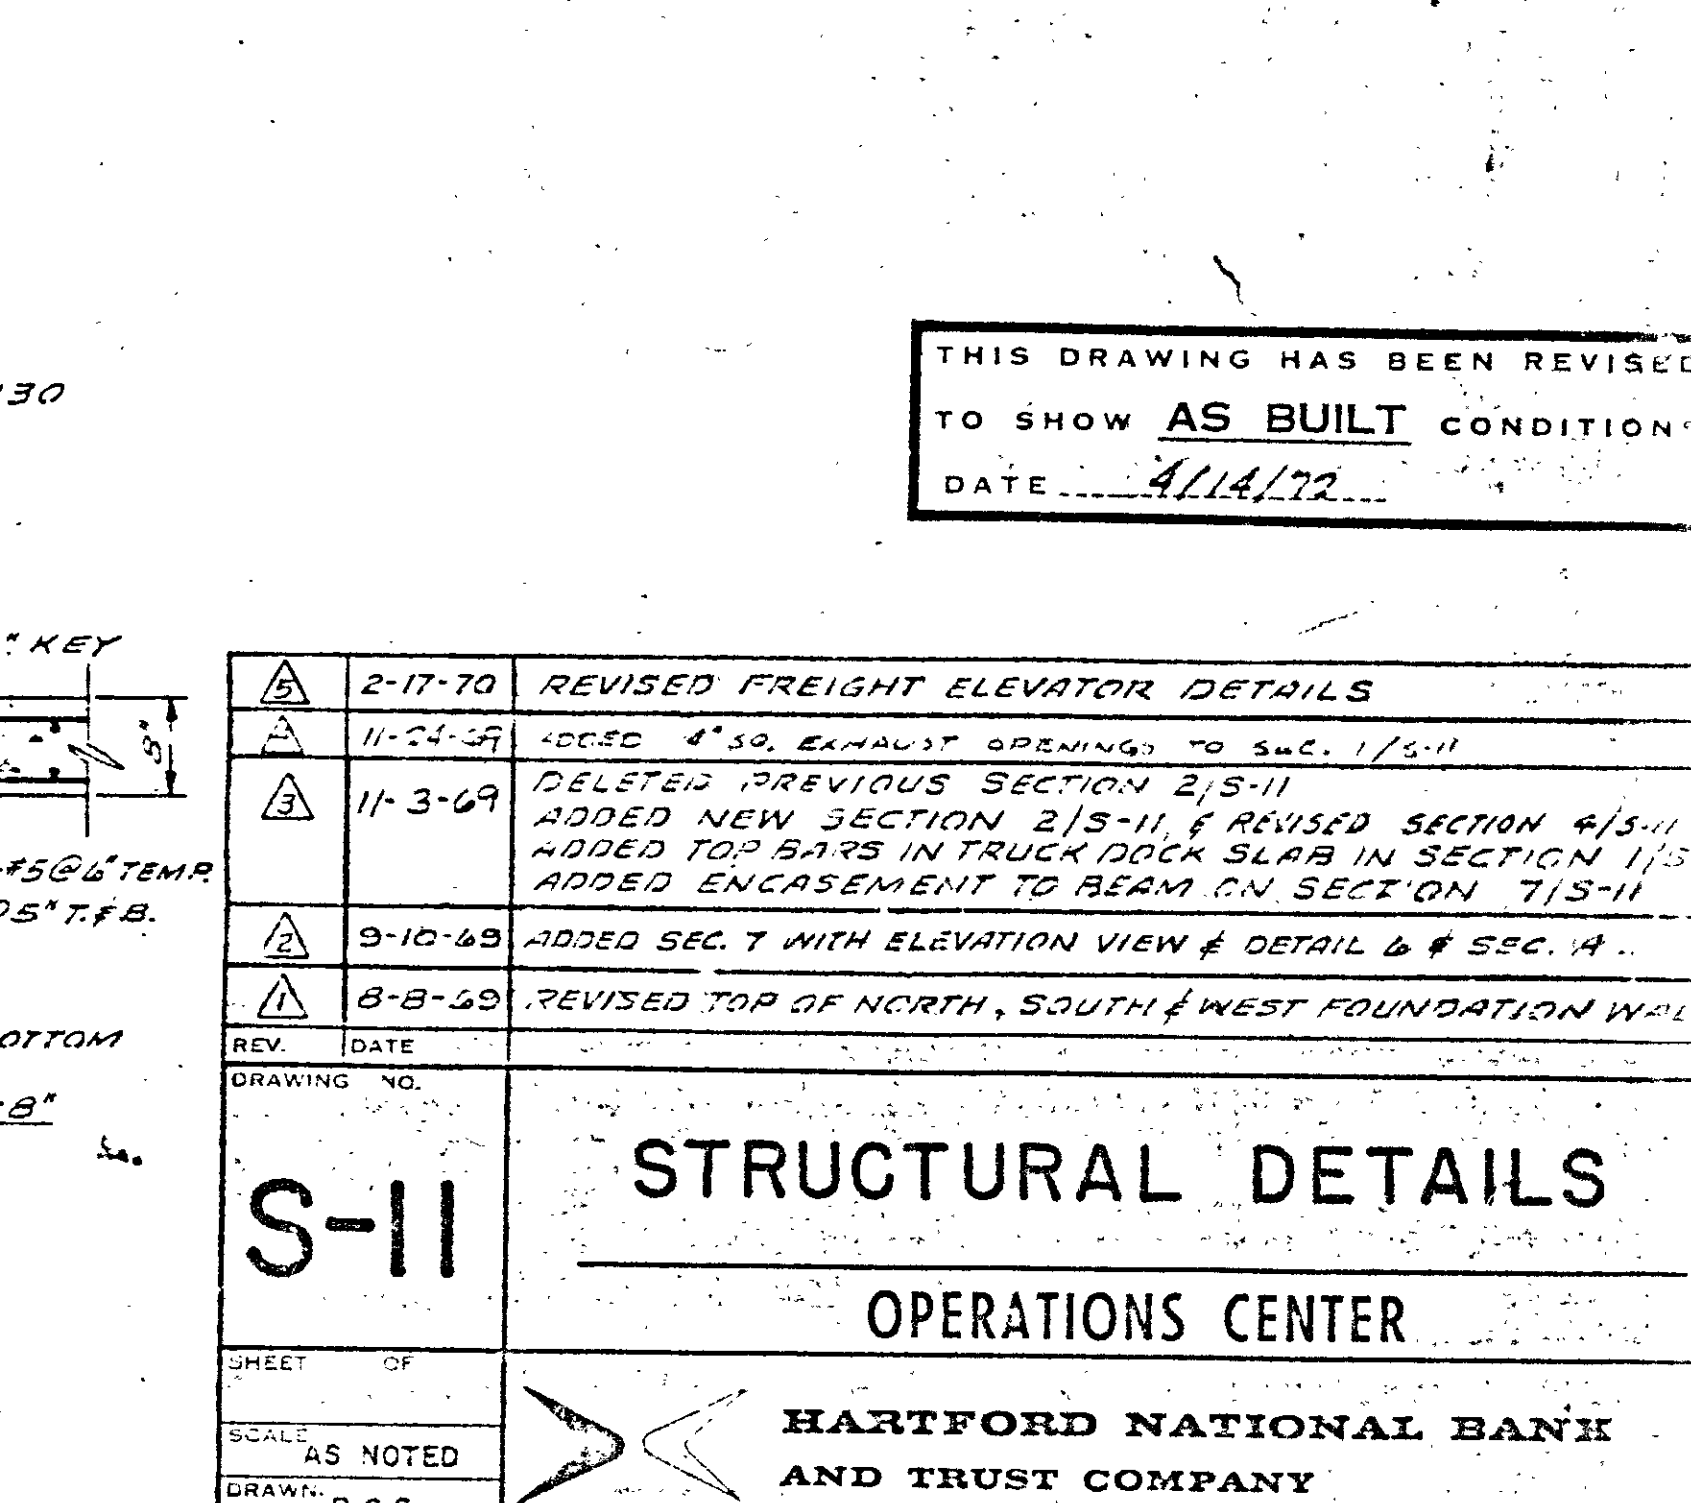 30
THIS DRAWING HAS BEEN REVISED
TO SHOW AS BUILT CONDITIONS
DATE 4/14/72
" KEY
8"
#5@6" TEMP.
T.&B.
BOTTOM
8"
5 2-17-70 REVISED FREIGHT ELEVATOR DETAILS
4 11-24-69 ADDED 4" SQ. EXHAUST OPENINGS TO SEC. 1/S-11
3 11-3-69 DELETED PREVIOUS SECTION 2/S-11
ADDED NEW SECTION 2/S-11, & REVISED SECTION 4/S-11
ADDED TOP BARS IN TRUCK DOCK SLAB IN SECTION 1/S
ADDED ENCASEMENT TO BEAM ON SECTION 7/S-11
2 9-10-69 ADDED SEC. 7 WITH ELEVATION VIEW & DETAIL 6 & SEC. A
1 8-8-69 REVISED TOP OF NORTH, SOUTH & WEST FOUNDATION WAL
REV. DATE
DRAWING NO.
S-11
STRUCTURAL DETAILS
OPERATIONS CENTER
SHEET OF
SCALE AS NOTED
DRAWN.
HARTFORD NATIONAL BANK
AND TRUST COMPANY